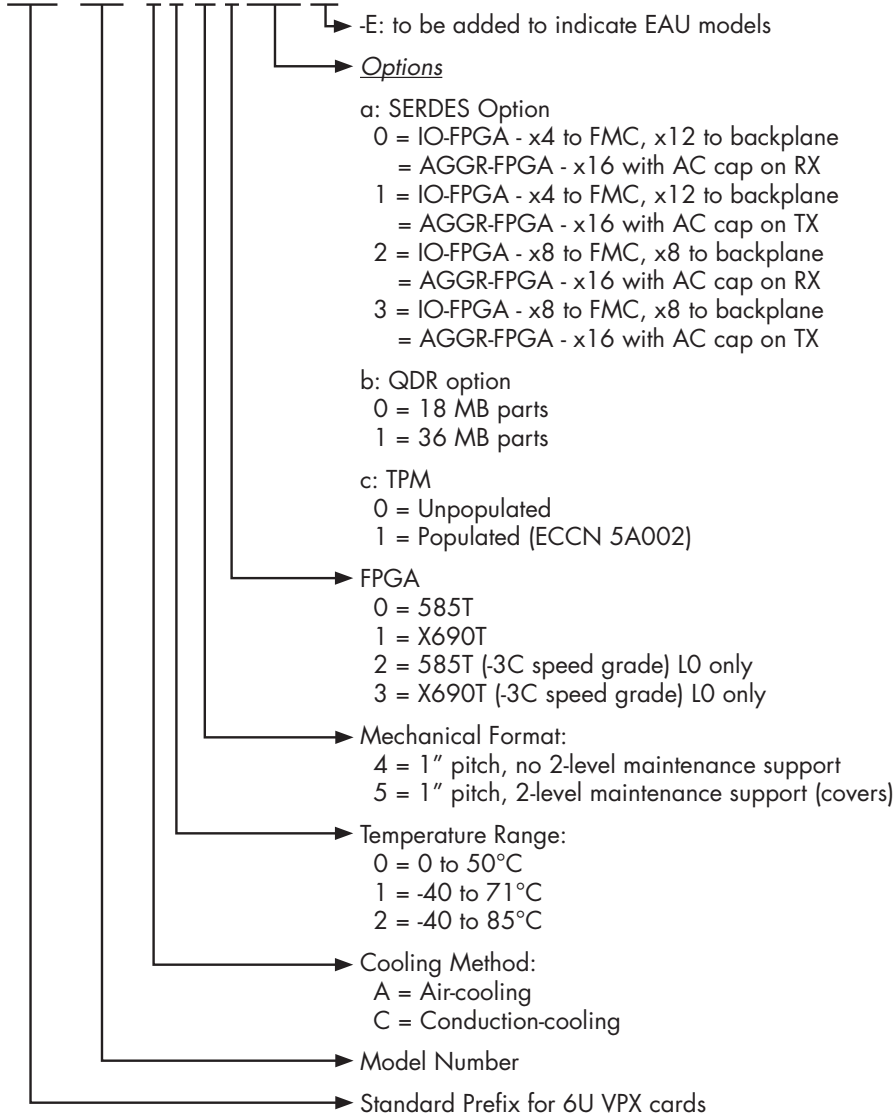 -E: to be added to indicate EAU models
Options
a: SERDES Option
0 = IO-FPGA - x4 to FMC, x12 to backplane
= AGGR-FPGA - x16 with AC cap on RX
1 = IO-FPGA - x4 to FMC, x12 to backplane
= AGGR-FPGA - x16 with AC cap on TX
2 = IO-FPGA - x8 to FMC, x8 to backplane
= AGGR-FPGA - x16 with AC cap on RX
3 = IO-FPGA - x8 to FMC, x8 to backplane
= AGGR-FPGA - x16 with AC cap on TX
b: QDR option
0 = 18 MB parts
1 = 36 MB parts
c: TPM
0 = Unpopulated
1 = Populated (ECCN 5A002)
FPGA
0 = 585T
1 = X690T
2 = 585T (-3C speed grade) L0 only
3 = X690T (-3C speed grade) L0 only
Mechanical Format:
4 = 1" pitch, no 2-level maintenance support
5 = 1" pitch, 2-level maintenance support (covers)
Temperature Range:
0 = 0 to 50°C
1 = -40 to 71°C
2 = -40 to 85°C
Cooling Method:
A = Air-cooling
C = Conduction-cooling
Model Number
Standard Prefix for 6U VPX cards